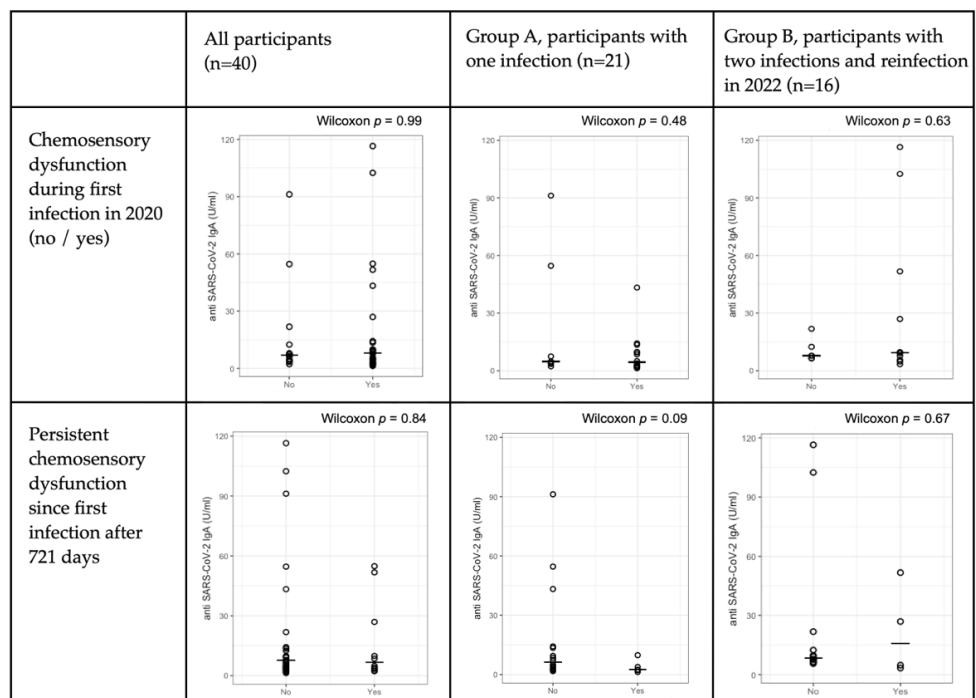 All participants
(n=40)
Group A, participants with
one infection (n=21)
Group B, participants with
two infections and reinfection
in 2022 (n=16)
Chemosensory
dysfunction
during first
infection in 2020
(no / yes)
Wilcoxon p = 0.99
anti SARS-CoV-2 IgA (U/ml)
120
90
60
30
0
No
Yes
Wilcoxon p = 0.48
anti SARS-CoV-2 IgA (U/ml)
120
90
60
30
0
No
Yes
Wilcoxon p = 0.63
anti SARS-CoV-2 IgA (U/ml)
120
90
60
30
0
No
Yes
Persistent
chemosensory
dysfunction
since first
infection after
721 days
Wilcoxon p = 0.84
anti SARS-CoV-2 IgA (U/ml)
120
90
60
30
0
No
Yes
Wilcoxon p = 0.09
anti SARS-CoV-2 IgA (U/ml)
120
90
60
30
0
No
Yes
Wilcoxon p = 0.67
anti SARS-CoV-2 IgA (U/ml)
120
90
60
30
0
No
Yes